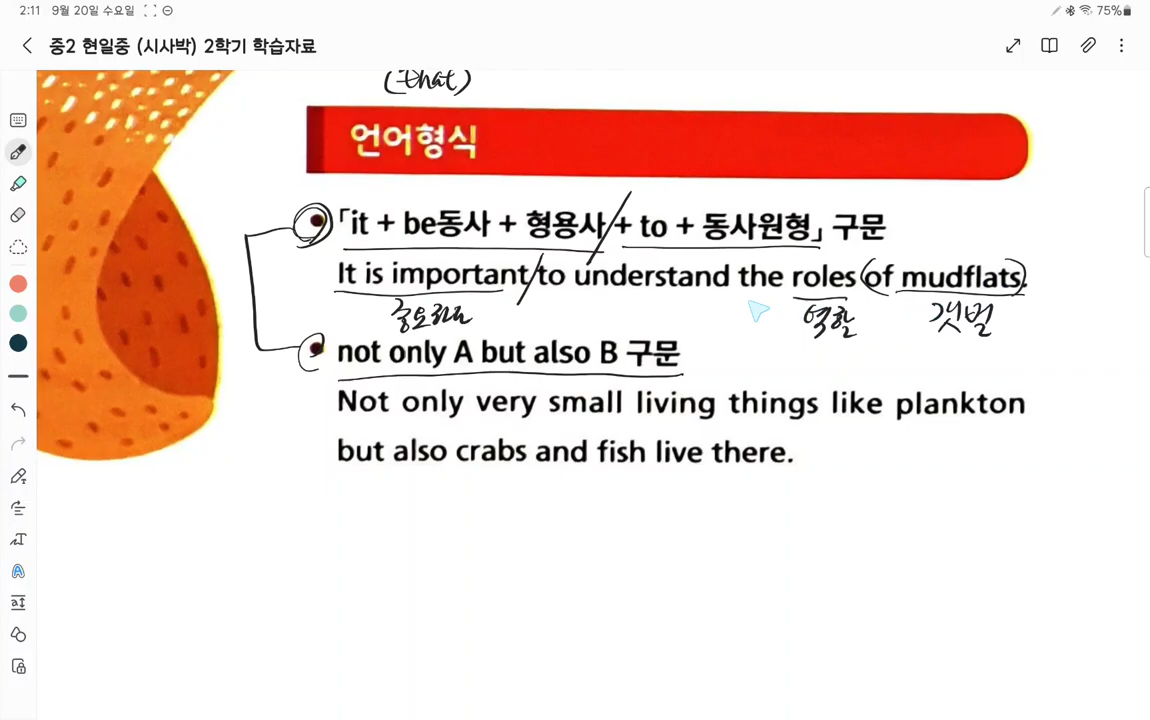 2:11 9월 20일 수요일 75%
중2 현일중 (시사박) 2학기 학습자료
(that)
언어형식
「it + be동사 + 형용사 + to + 동사원형」 구문
It is important to understand the roles of mudflats.
중요하다 역할 갯벌
not only A but also B 구문
Not only very small living things like plankton
but also crabs and fish live there.